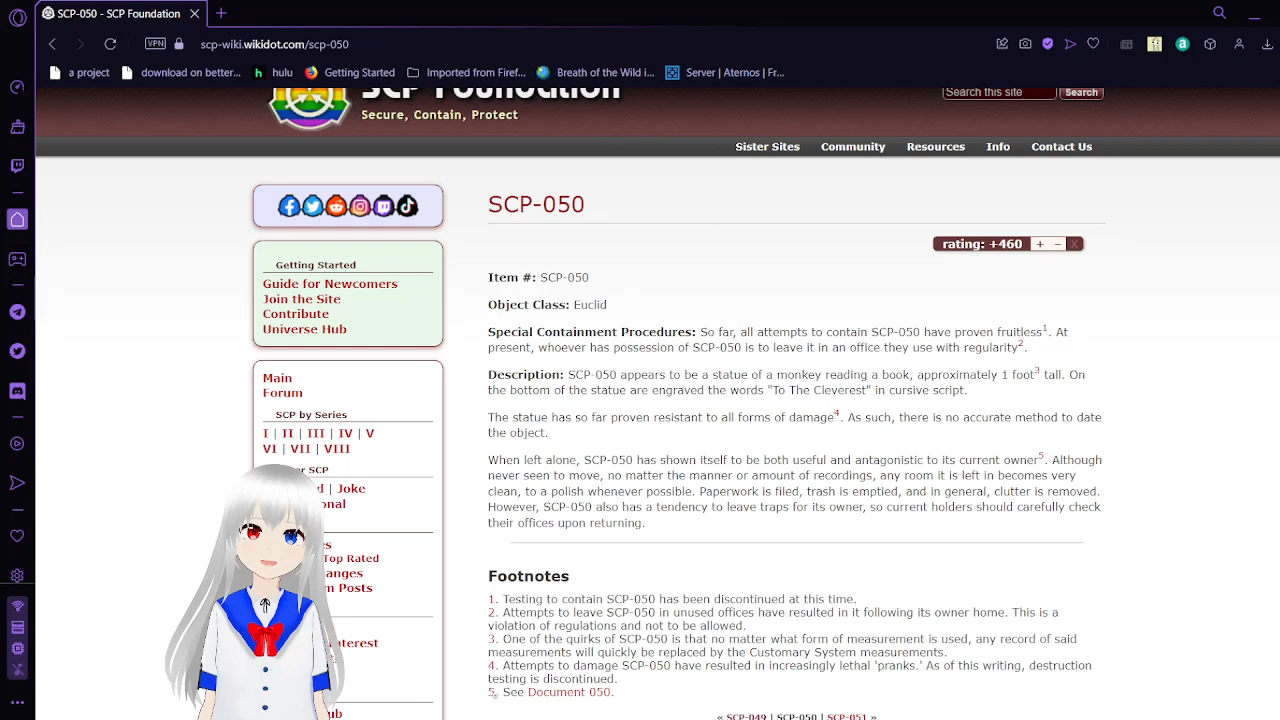 SCP-050 - SCP Foundation
VPN
scp-wiki.wikidot.com/scp-050
a project
download on better...
hulu
Getting Started
Imported from Firef...
Breath of the Wild i...
Server | Aternos | Fr...
SCP Foundation
Secure, Contain, Protect
Search this site
Search
Sister Sites
Community
Resources
Info
Contact Us
Getting Started
Guide for Newcomers
Join the Site
Contribute
Universe Hub
Main
Forum
SCP by Series
I | II | III | IV | V
VI | VII | VIII
SCP
d | Joke
onal
es
Top Rated
anges
m Posts
nterest
ub
SCP-050
rating: +460 + − X
Item #: SCP-050
Object Class: Euclid
Special Containment Procedures: So far, all attempts to contain SCP-050 have proven fruitless1. At
present, whoever has possession of SCP-050 is to leave it in an office they use with regularity2.
Description: SCP-050 appears to be a statue of a monkey reading a book, approximately 1 foot3 tall. On
the bottom of the statue are engraved the words "To The Cleverest" in cursive script.
The statue has so far proven resistant to all forms of damage4. As such, there is no accurate method to date
the object.
When left alone, SCP-050 has shown itself to be both useful and antagonistic to its current owner5. Although
never seen to move, no matter the manner or amount of recordings, any room it is left in becomes very
clean, to a polish whenever possible. Paperwork is filed, trash is emptied, and in general, clutter is removed.
However, SCP-050 also has a tendency to leave traps for its owner, so current holders should carefully check
their offices upon returning.
Footnotes
1. Testing to contain SCP-050 has been discontinued at this time.
2. Attempts to leave SCP-050 in unused offices have resulted in it following its owner home. This is a
violation of regulations and not to be allowed.
3. One of the quirks of SCP-050 is that no matter what form of measurement is used, any record of said
measurements will quickly be replaced by the Customary System measurements.
4. Attempts to damage SCP-050 have resulted in increasingly lethal 'pranks.' As of this writing, destruction
testing is discontinued.
5. See Document 050.
« SCP-049 | SCP-050 | SCP-051 »